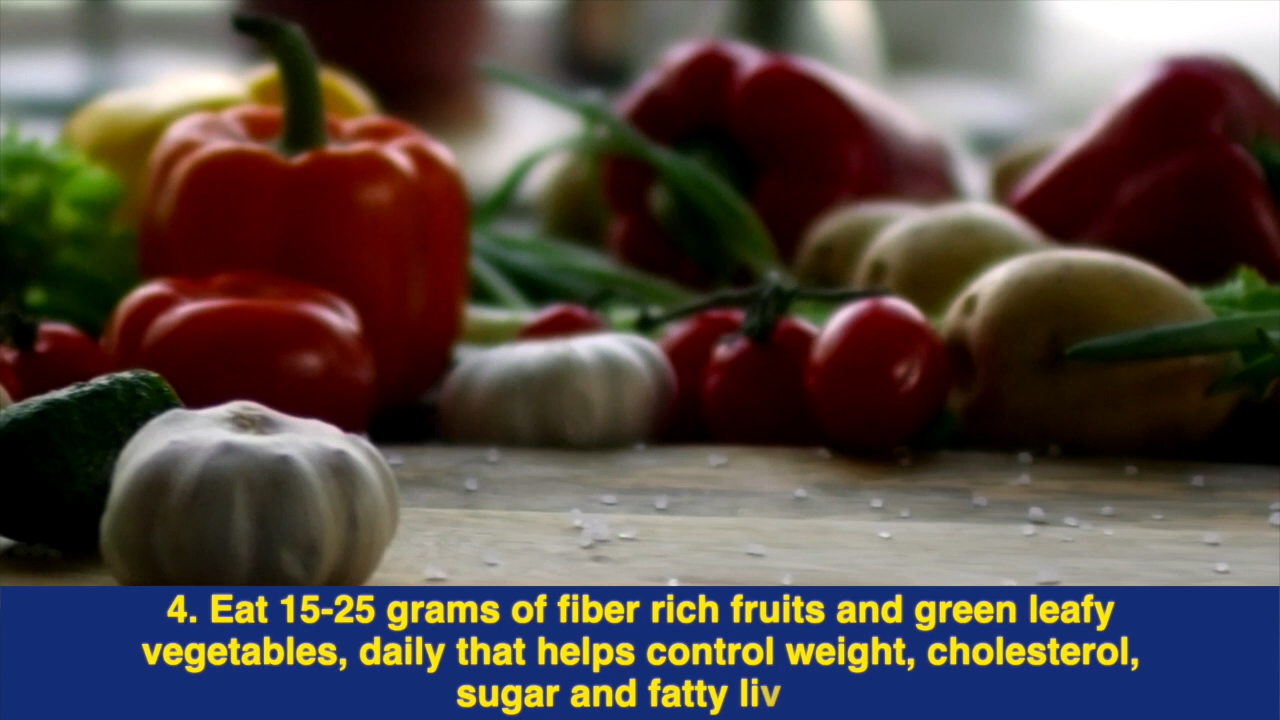 4. Eat 15-25 grams of fiber rich fruits and green leafy
vegetables, daily that helps control weight, cholesterol,
sugar and fatty liv